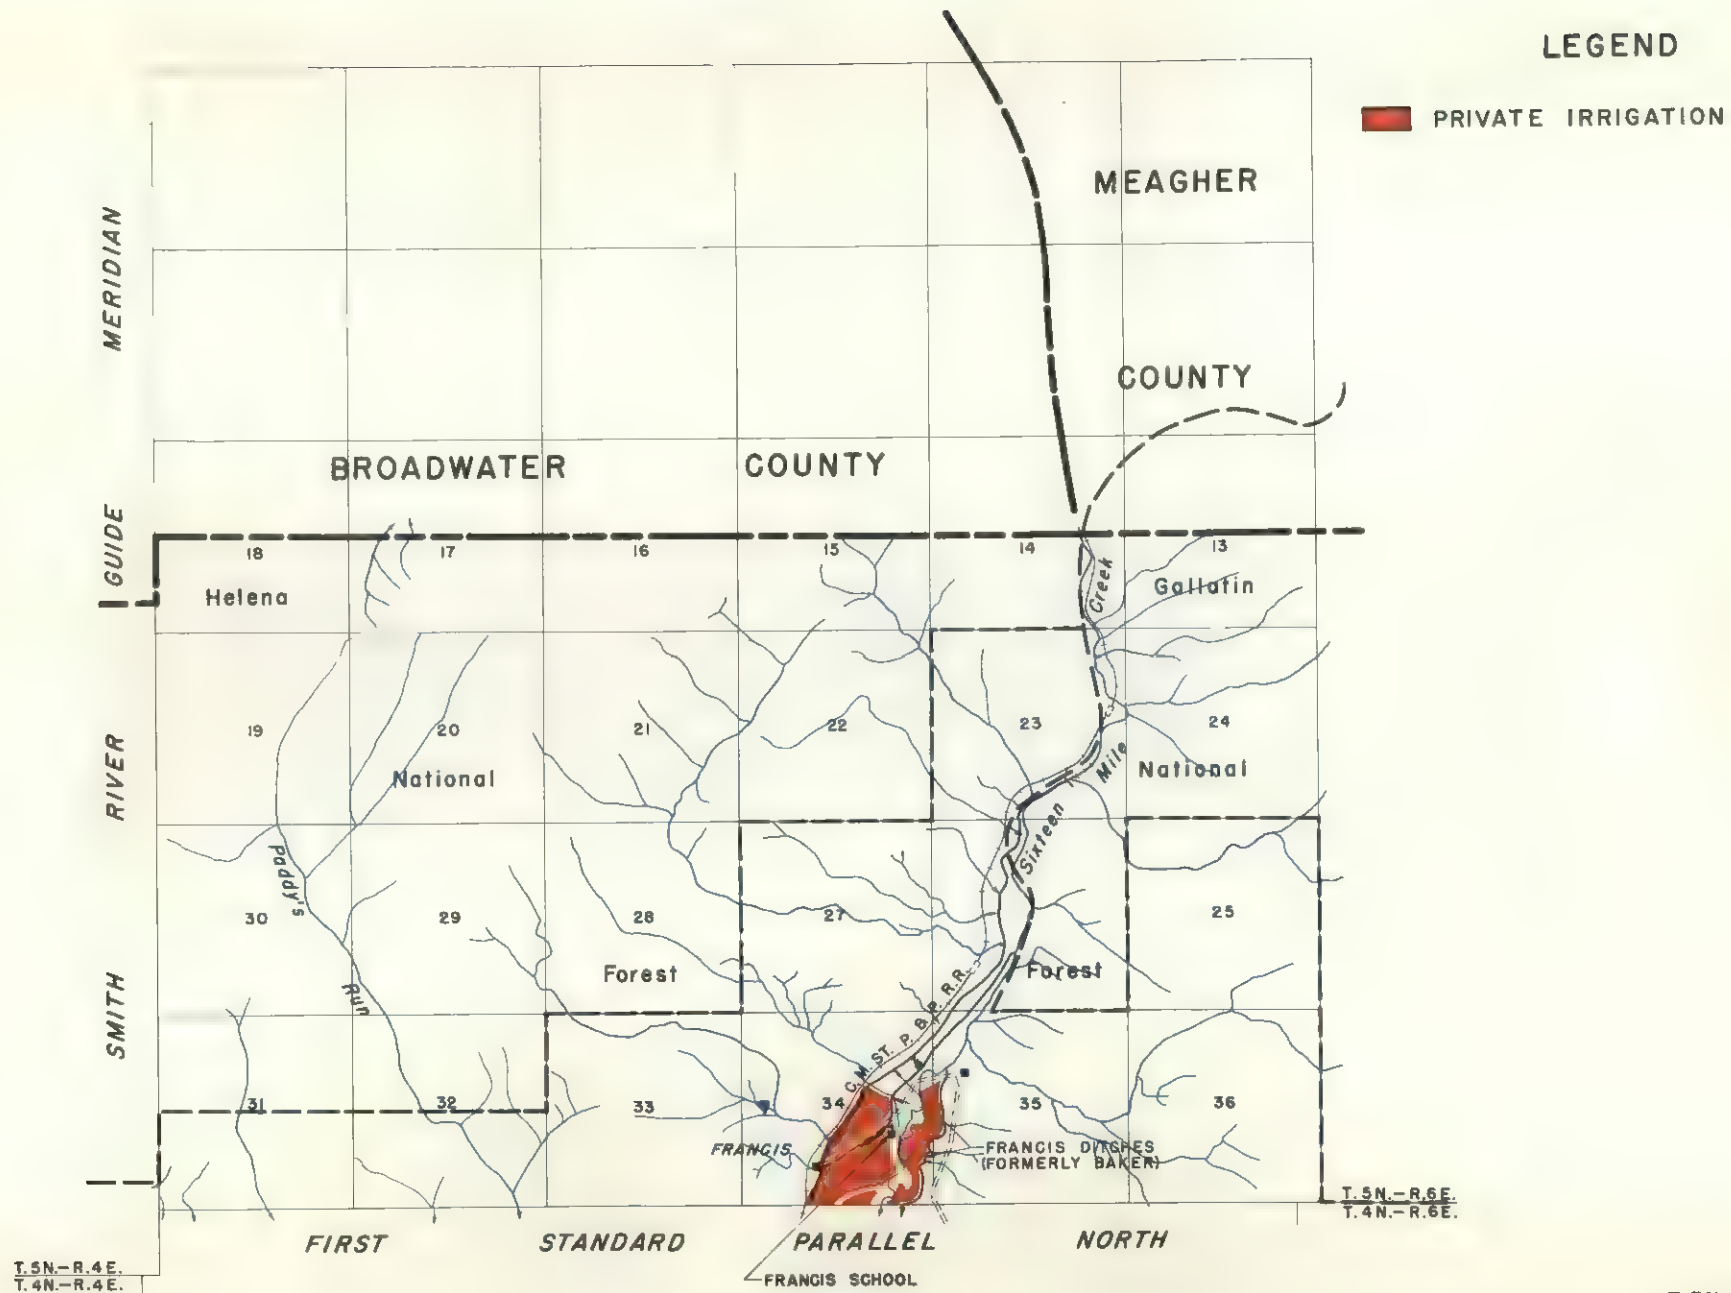 LEGEND
PRIVATE IRRIGATION
MEAGHER
COUNTY
BROADWATER COUNTY
MERIDIAN
GUIDE
RIVER
SMITH
18 17 16 15 14 13
Helena
Creek
Gallatin
19 20 21 22 23 24
National
Mile
National
Sixteen
Paddy's
30 29 28 27 25
Forest
Forest
Run
C.M. ST. P. & P. R.R.
31 32 33 34 35 36
FRANCIS
FRANCIS DITCHES
(FORMERLY BAKER)
T. 5N.-R.6E.
T. 4N.-R.6E.
FIRST STANDARD PARALLEL NORTH
T.5N.-R.4E.
T.4N.-R.4E.
FRANCIS SCHOOL